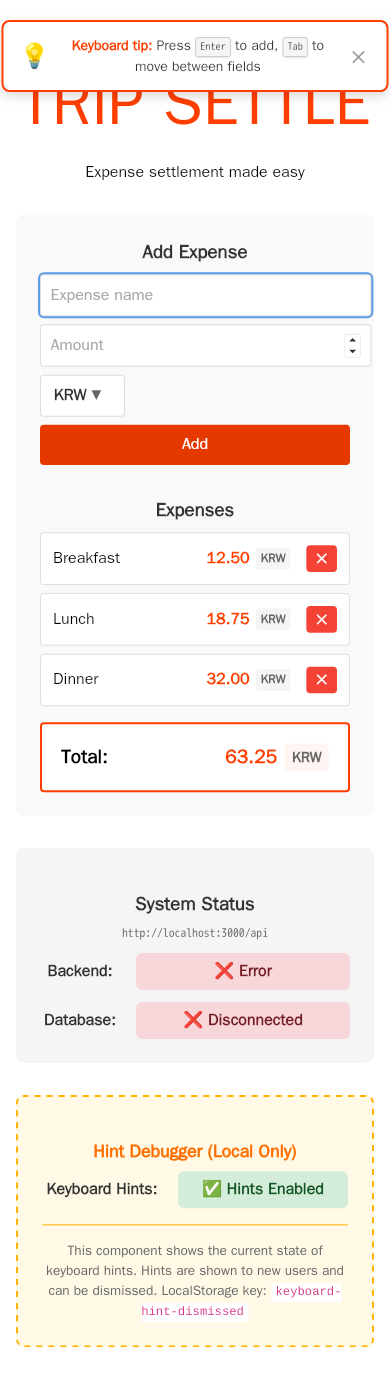 Keyboard tip: Press Enter to add, Tab to
move between fields
TRIP SETTLE
Expense settlement made easy
Add Expense
Expense name
Amount
KRW ▼
Add
Expenses
Breakfast 12.50 KRW ✕
Lunch 18.75 KRW ✕
Dinner 32.00 KRW ✕
Total: 63.25 KRW
System Status
http://localhost:3000/api
Backend: ❌ Error
Database: ❌ Disconnected
Hint Debugger (Local Only)
Keyboard Hints: ✅ Hints Enabled
This component shows the current state of
keyboard hints. Hints are shown to new users and
can be dismissed. LocalStorage key: keyboard-
hint-dismissed